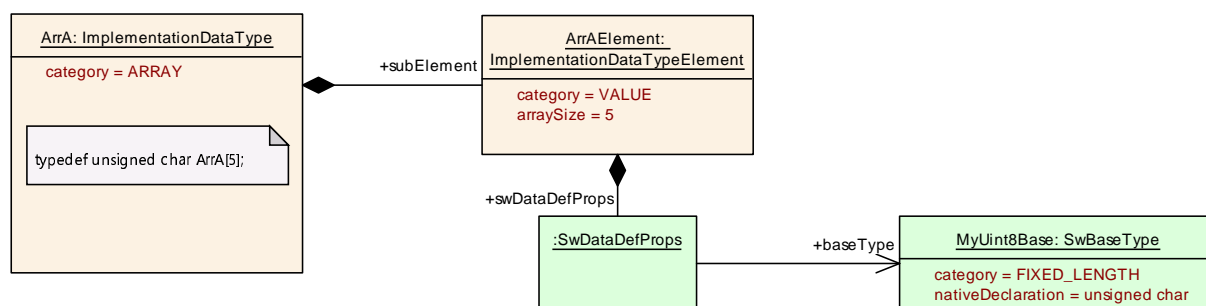 ArrA: ImplementationDataType
category = ARRAY
typedef unsigned char ArrA[5];
+subElement
ArrAElement:
ImplementationDataTypeElement
category = VALUE
arraySize = 5
+swDataDefProps
:SwDataDefProps
+baseType
MyUint8Base: SwBaseType
category = FIXED_LENGTH
nativeDeclaration = unsigned char